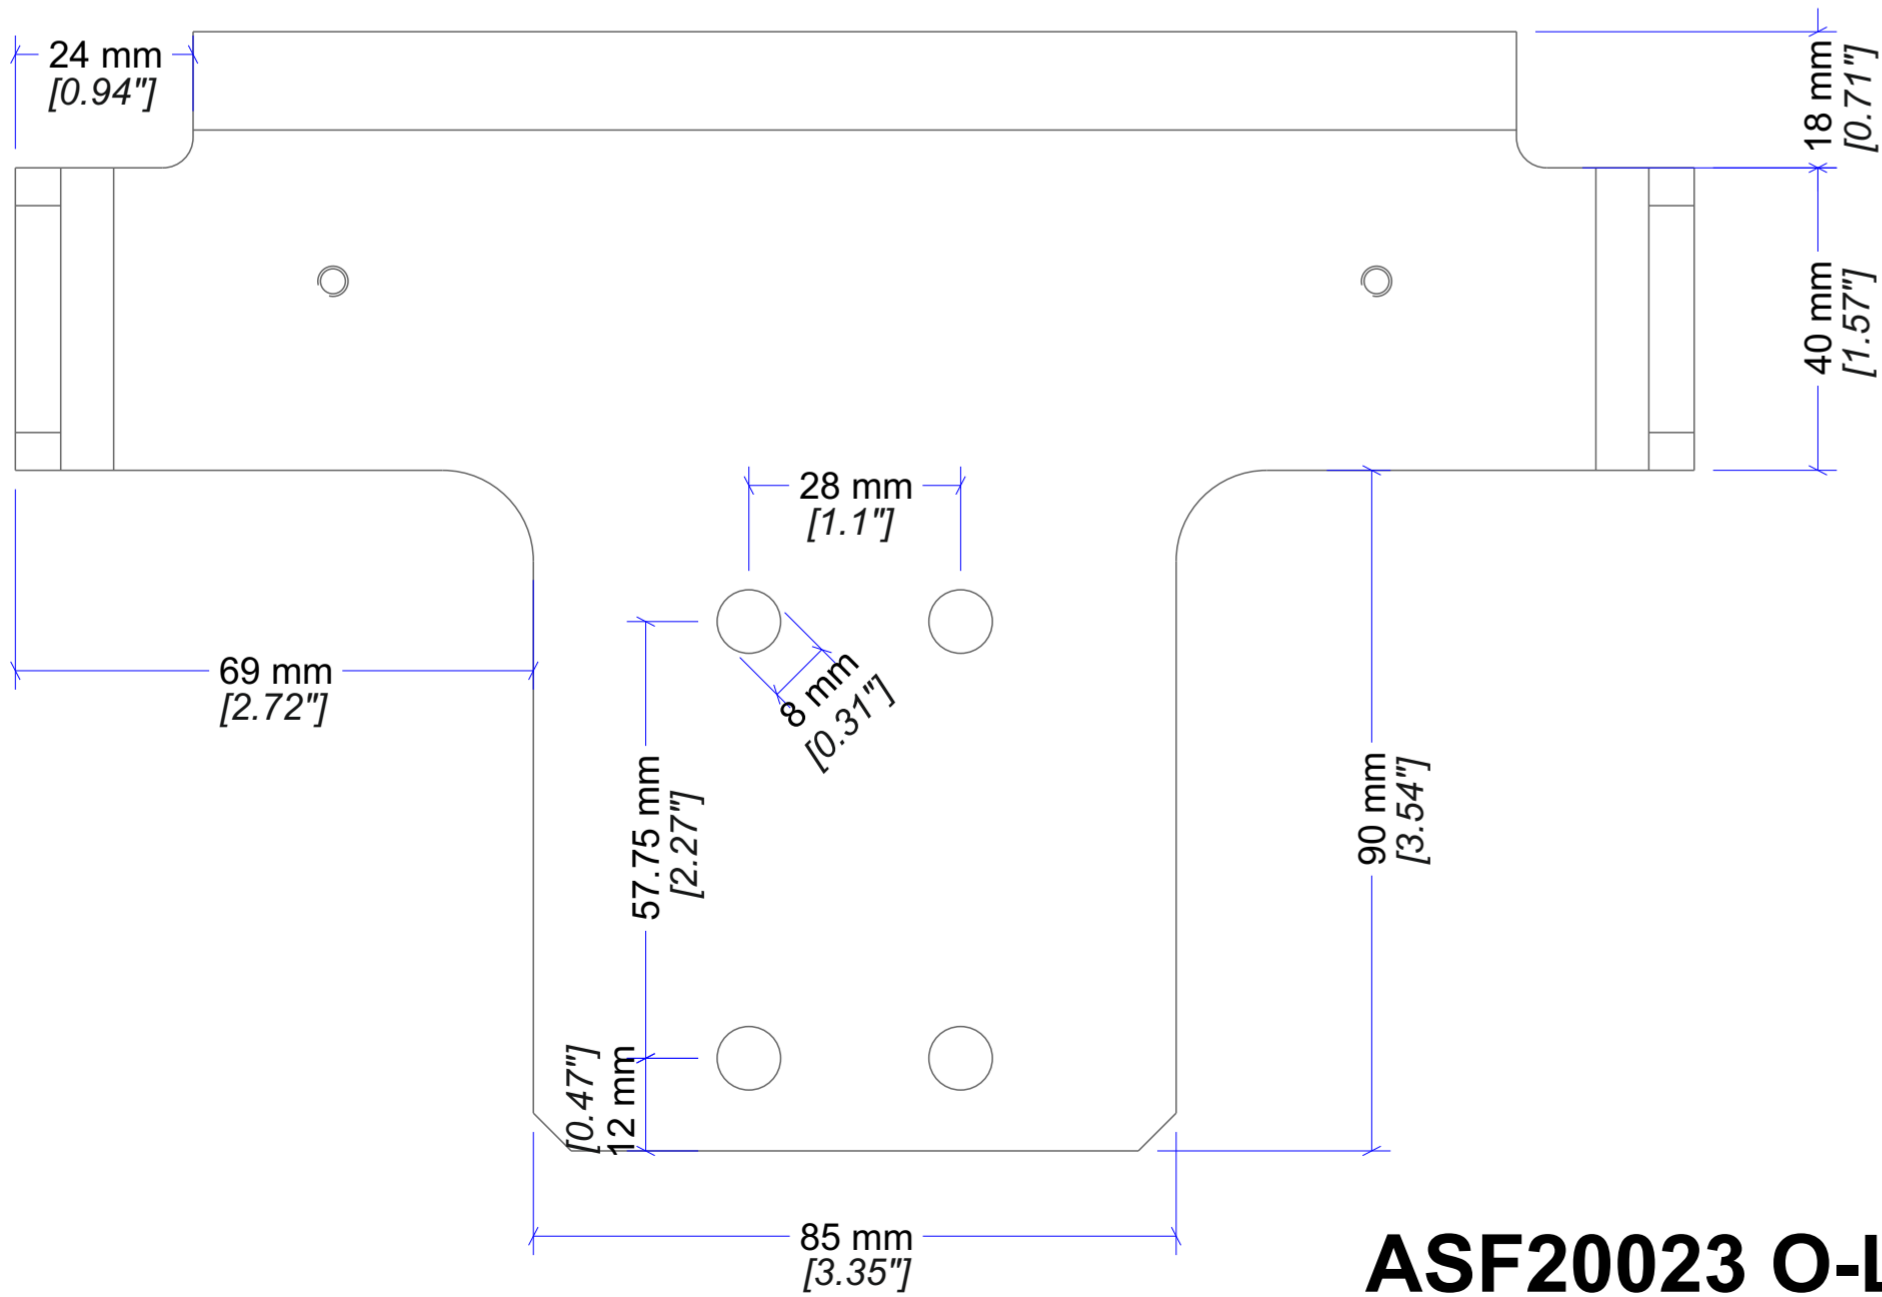 24 mm
[0.94"]
18 mm
[0.71"]
40 mm
[1.57"]
28 mm
[1.1"]
69 mm
[2.72"]
8 mm
[0.31"]
57.75 mm
[2.27"]
90 mm
[3.54"]
[0.47"]
12 mm
85 mm
[3.35"]
ASF20023 O-L